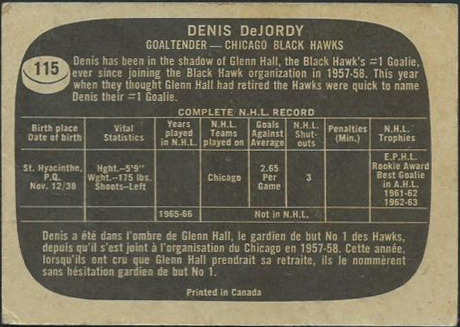 DENIS DeJORDY
GOALTENDER — CHICAGO BLACK HAWKS
115
Denis has been in the shadow of Glenn Hall, the Black Hawk's #1 Goalie,
ever since joining the Black Hawk organization in 1957-58. This year
when they thought Glenn Hall had retired the Hawks were quick to name
Denis their #1 Goalie.
COMPLETE N.H.L. RECORD
Birth place Date of Birth | Vital Statistics | Years played in N.H.L. | N.H.L. Teams played on | Goals Against Average | N.H.L. Shut-outs | Penalties (Min.) | N.H.L. Trophies
St. Hyacinthe, P.Q. Nov. 12/38 | Hght.--5'9" Wght.--175 lbs. Shoots--Left | Chicago | 2.65 Per Game | 3 | E.P.H.L. Rookie Award Best Goalie in A.H.L. 1961-62 1962-63
1965-66 Not in N.H.L.
Denis a été dans l'ombre de Glenn Hall, le gardien de but No 1 des Hawks,
depuis qu'il s'est joint à l'organisation du Chicago en 1957-58. Cette année,
lorsqu'ils ont cru que Glenn Hall prendrait sa retraite, ils le nommèrent
sans hésitation gardien de but No 1.
Printed in Canada